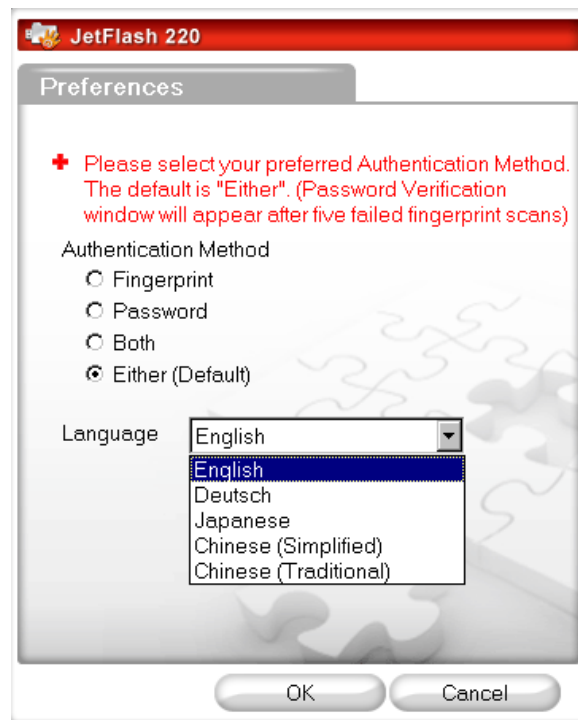 JetFlash 220
Preferences
Please select your preferred Authentication Method.
The default is "Either". (Password Verification
window will appear after five failed fingerprint scans)
Authentication Method
Fingerprint
Password
Both
Either (Default)
Language English
English
Deutsch
Japanese
Chinese (Simplified)
Chinese (Traditional)
OK Cancel